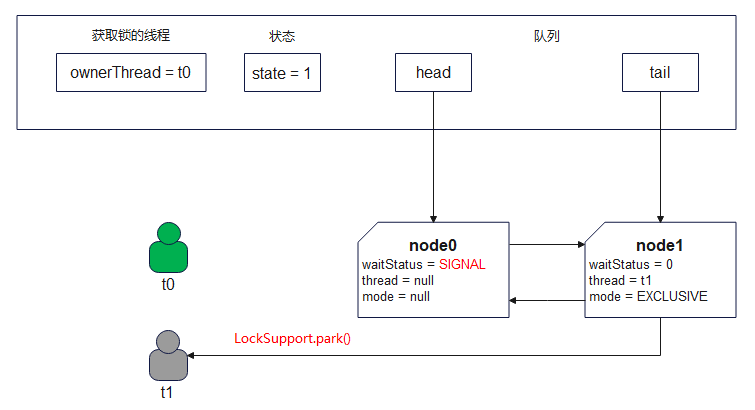 获取锁的线程
状态
队列
ownerThread = t0
state = 1
head
tail
node0
waitStatus = SIGNAL
thread = null
mode = null
node1
waitStatus = 0
thread = t1
mode = EXCLUSIVE
t0
LockSupport.park()
t1